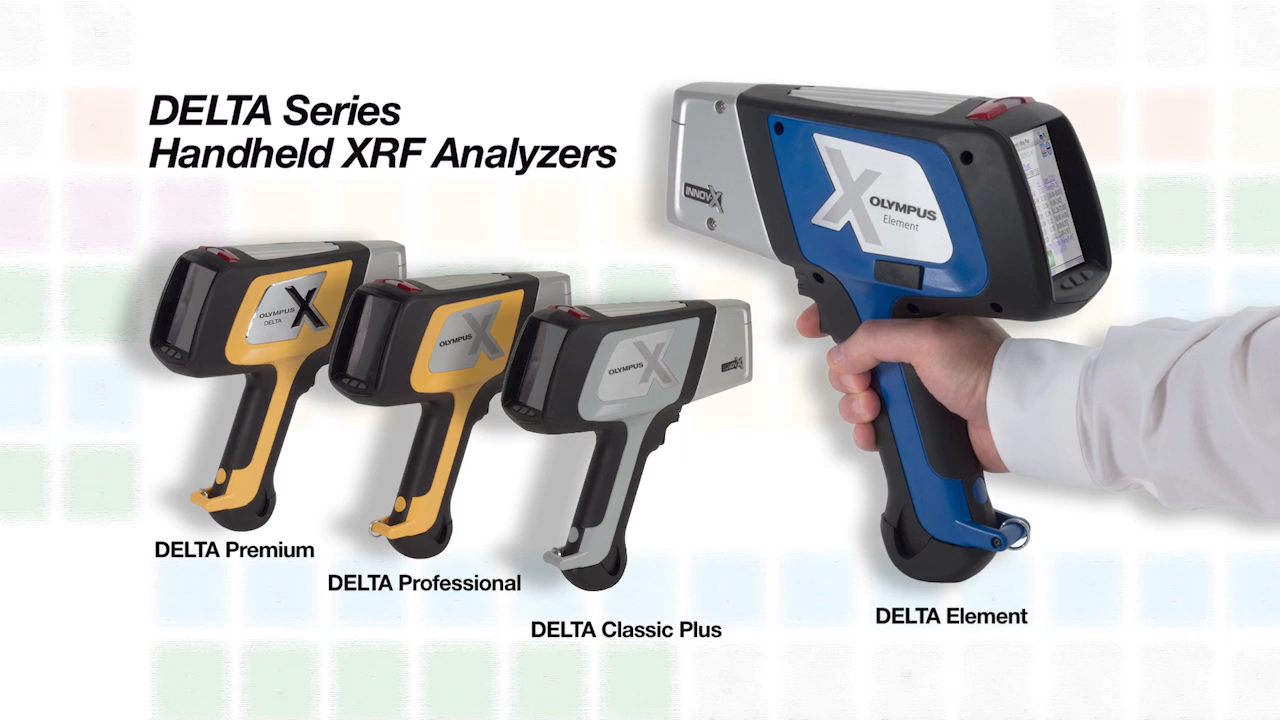 DELTA Series
Handheld XRF Analyzers
INNOV-X
X
OLYMPUS
Element
OLYMPUS
DELTA
X
OLYMPUS
X
OLYMPUS
X
INNOV-X
DELTA Premium
DELTA Professional
DELTA Classic Plus
DELTA Element